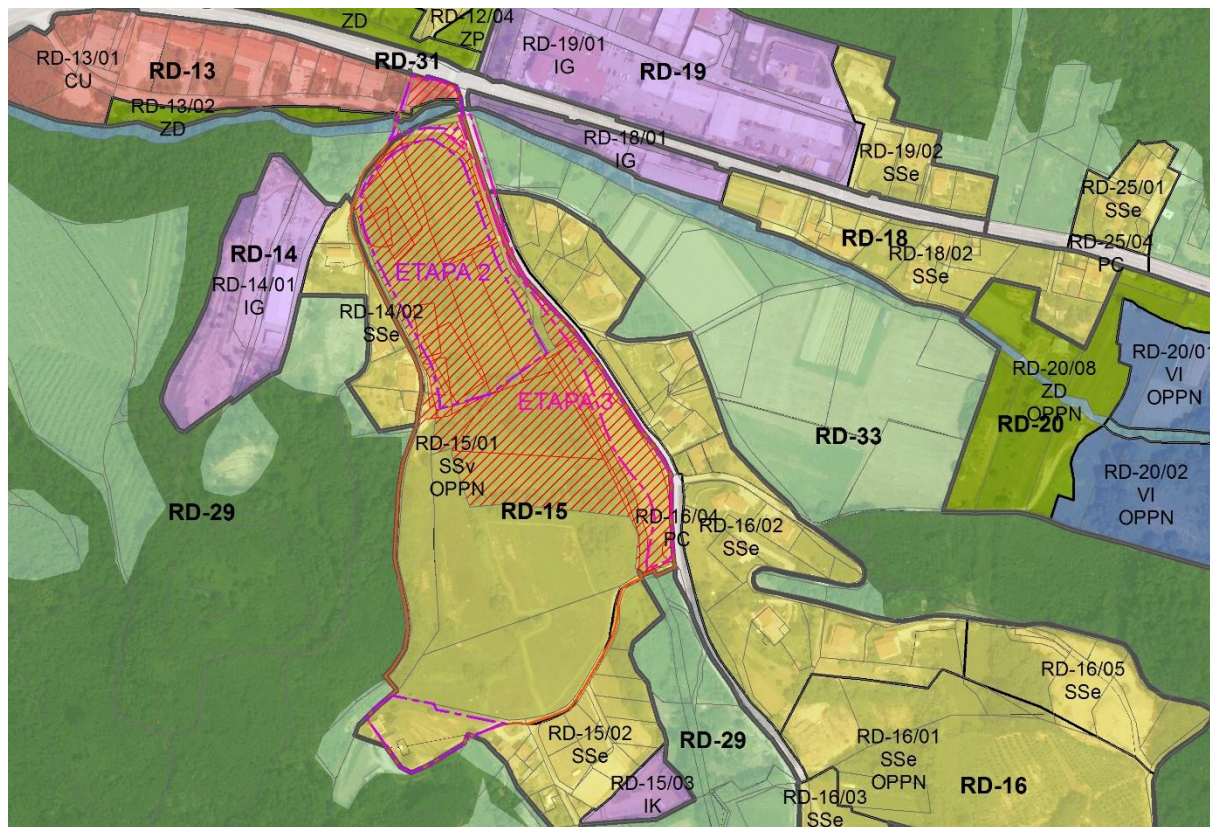 ZD
RD-12/04
ZP
RD-13/01
CU
RD-13
RD-31
RD-19/01
IG
RD-19
RD-13/02
ZD
RD-18/01
IG
RD-19/02
SSe
RD-25/01
SSe
RD-14
RD-14/01
IG
ETAPA 2
RD-18
RD-18/02
SSe
RD-25/04
PC
RD-14/02
SSe
RD-20/08
ZD
OPPN
RD-20
RD-20/01
VI
OPPN
ETAPA 3
RD-33
RD-15/01
SSv
OPPN
RD-20/02
VI
OPPN
RD-29
RD-15
RD-16/04
PC
RD-16/02
SSe
RD-16/05
SSe
RD-15/02
SSe
RD-29
RD-16/01
SSe
OPPN
RD-16
RD-15/03
IK
RD-16/03
SSe